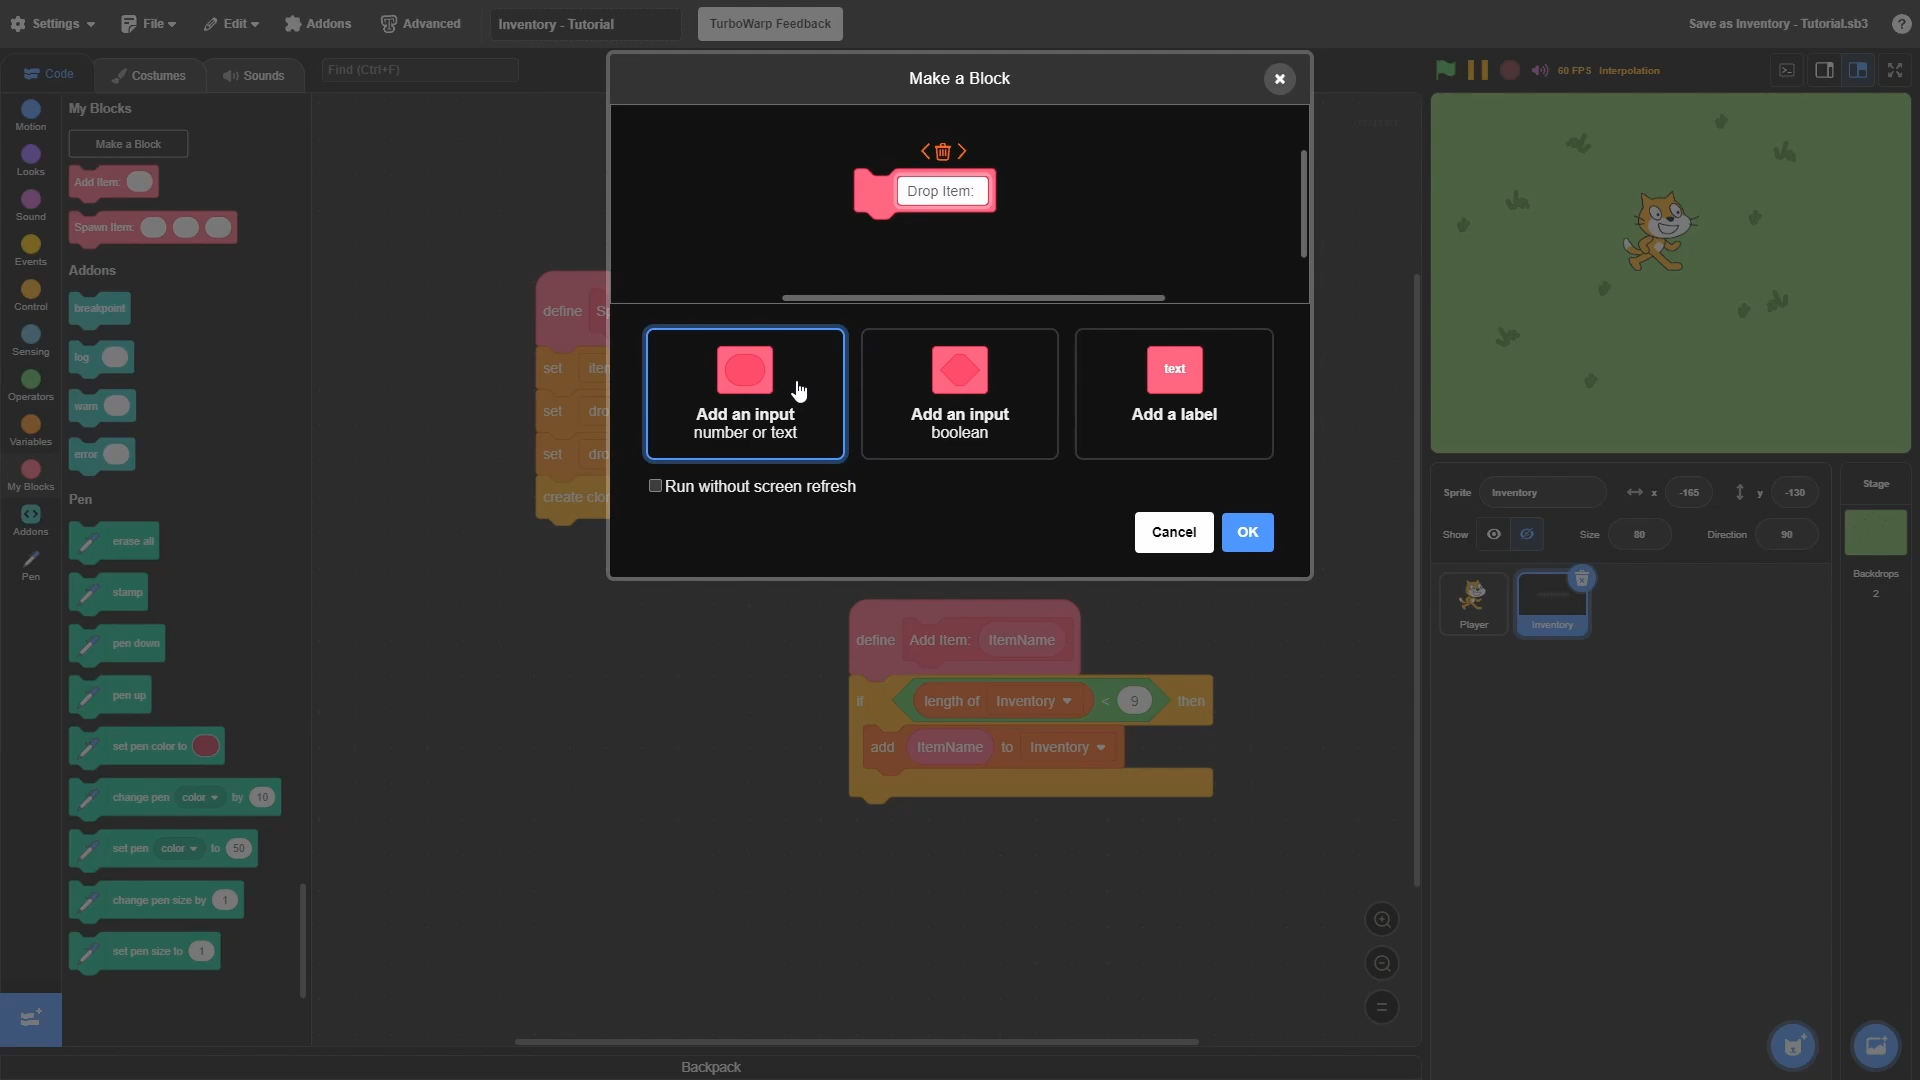 Settings
File
Edit
Addons
Advanced
Inventory - Tutorial
TurboWarp Feedback
Save as Inventory - Tutorial.sb3
?
Code
Costumes
Sounds
Find (Ctrl+F)
60 FPS Interpolation
Motion
Looks
Sound
Events
Control
Sensing
Operators
Variables
My Blocks
Addons
Pen
My Blocks
Make a Block
Add Item:
Spawn Item:
Addons
breakpoint
log
warn
error
Pen
erase all
stamp
pen down
pen up
set pen color to
change pen color by 10
set pen color to 50
change pen size by 1
set pen size to 1
define
set
set
set
Make a Block
Drop Item:
Add an input
number or text
Add an input
boolean
text
Add a label
Run without screen refresh
Cancel
OK
define Add Item: ItemName
if length of Inventory < 9 then
add ItemName to Inventory
Backpack
Sprite Inventory x -165 y -130
Show Size 80 Direction 90
Player
Inventory
Stage
Backdrops
2